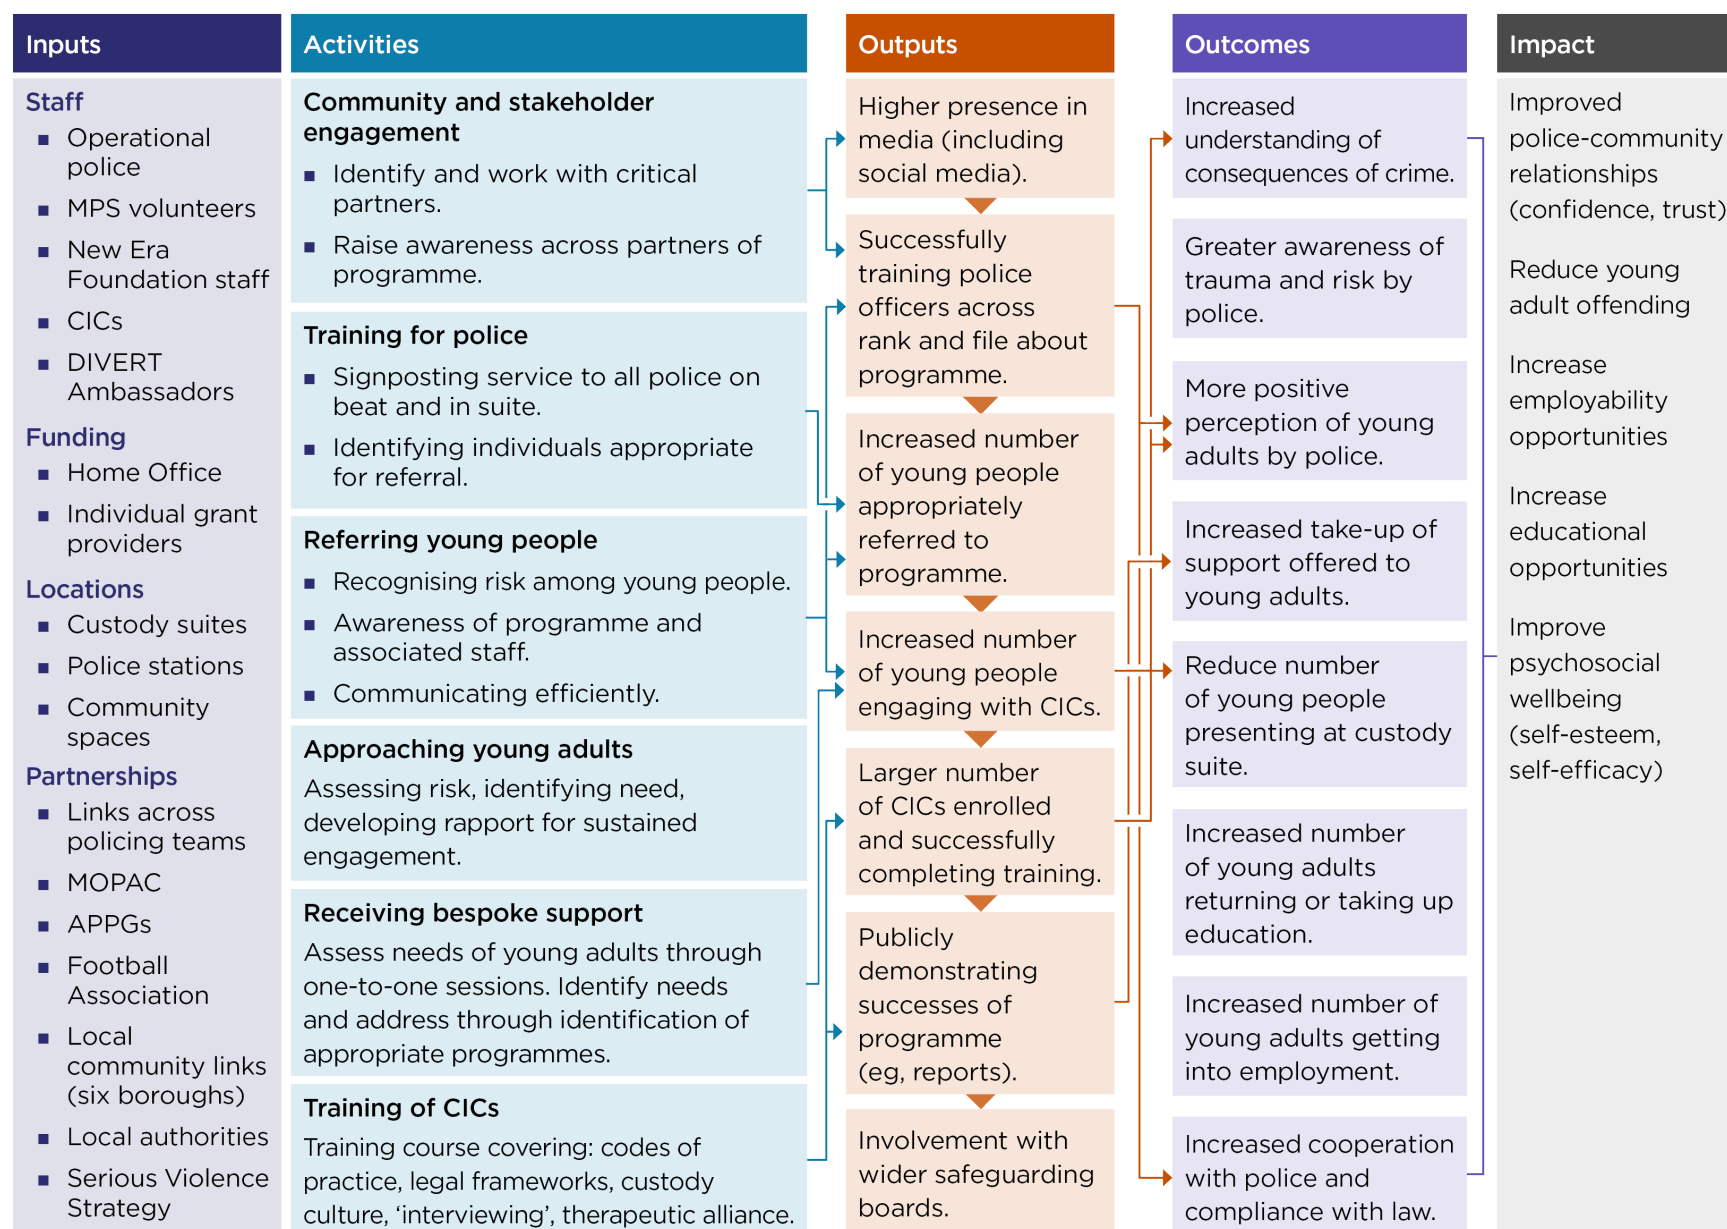 Inputs
Staff
Operational
police
MPS volunteers
New Era
Foundation staff
CICs
DIVERT
Ambassadors
Funding
Home Office
Individual grant
providers
Locations
Custody suites
Police stations
Community
spaces
Partnerships
Links across
policing teams
MOPAC
APPGs
Football
Association
Local
community links
(six boroughs)
Local authorities
Serious Violence
Strategy
Activities
Community and stakeholder
engagement
Identify and work with critical
partners.
Raise awareness across partners of
programme.
Training for police
Signposting service to all police on
beat and in suite.
Identifying individuals appropriate
for referral.
Referring young people
Recognising risk among young people.
Awareness of programme and
associated staff.
Communicating efficiently.
Approaching young adults
Assessing risk, identifying need,
developing rapport for sustained
engagement.
Receiving bespoke support
Assess needs of young adults through
one-to-one sessions. Identify needs
and address through identification of
appropriate programmes.
Training of CICs
Training course covering: codes of
practice, legal frameworks, custody
culture, ‘interviewing’, therapeutic alliance.
Outputs
Higher presence in
media (including
social media).
Successfully
training police
officers across
rank and file about
programme.
Increased number
of young people
appropriately
referred to
programme.
Increased number
of young people
engaging with CICs.
Larger number
of CICs enrolled
and successfully
completing training.
Publicly
demonstrating
successes of
programme
(eg, reports).
Involvement with
wider safeguarding
boards.
Outcomes
Increased
understanding of
consequences of crime.
Greater awareness of
trauma and risk by
police.
More positive
perception of young
adults by police.
Increased take-up of
support offered to
young adults.
Reduce number
of young people
presenting at custody
suite.
Increased number
of young adults
returning or taking up
education.
Increased number of
young adults getting
into employment.
Increased cooperation
with police and
compliance with law.
Impact
Improved
police-community
relationships
(confidence, trust)
Reduce young
adult offending
Increase
employability
opportunities
Increase
educational
opportunities
Improve
psychosocial
wellbeing
(self-esteem,
self-efficacy)